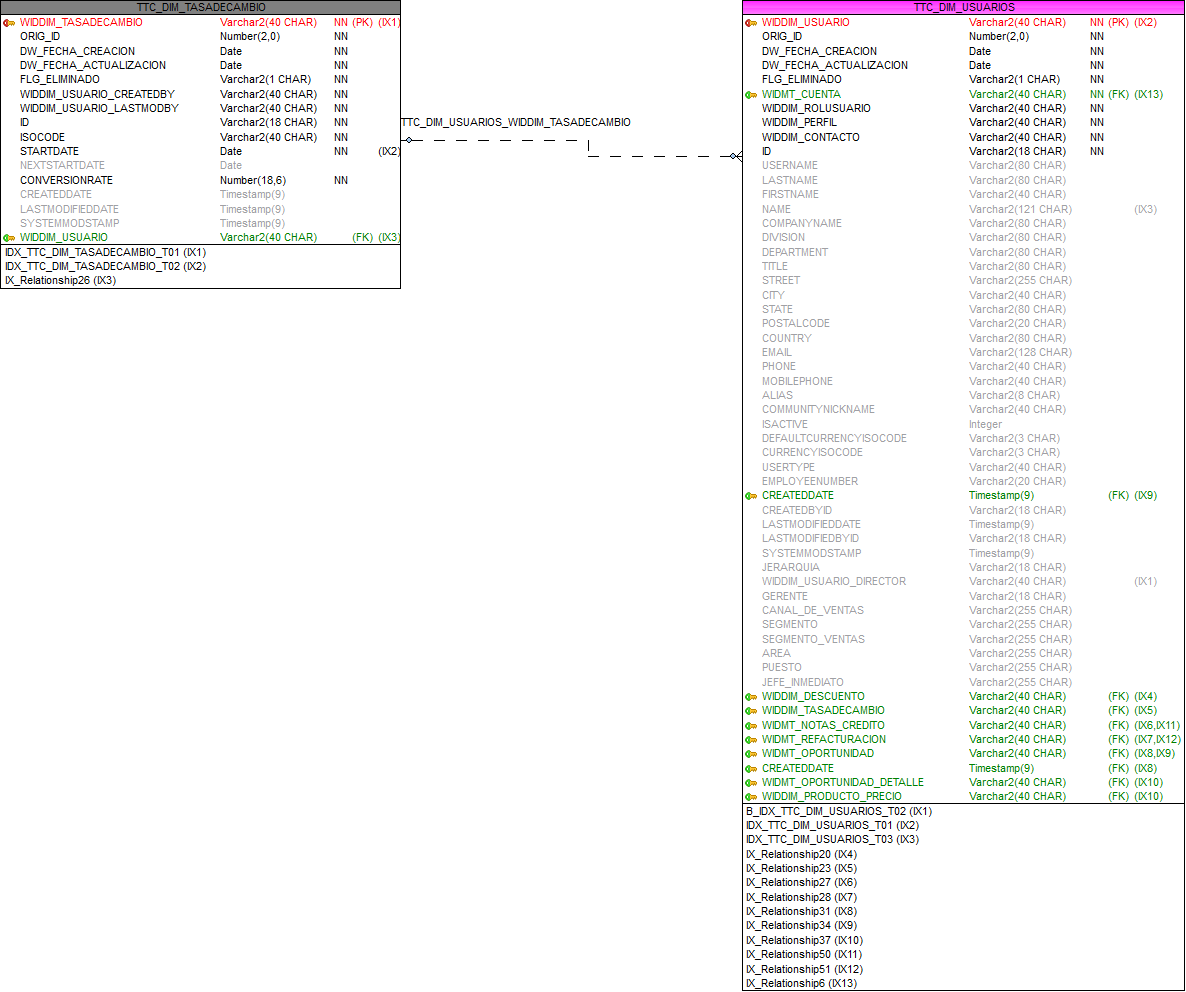 TTC_DIM_TASADECAMBIO
WIDDIM_TASADECAMBIO Varchar2(40 CHAR) NN (PK) (IX1)
ORIG_ID Number(2,0) NN
DW_FECHA_CREACION Date NN
DW_FECHA_ACTUALIZACION Date NN
FLG_ELIMINADO Varchar2(1 CHAR) NN
WIDDIM_USUARIO_CREATEDBY Varchar2(40 CHAR) NN
WIDDIM_USUARIO_LASTMODBY Varchar2(40 CHAR) NN
ID Varchar2(18 CHAR) NN
ISOCODE Varchar2(40 CHAR) NN
STARTDATE Date NN (IX2)
NEXTSTARTDATE Date
CONVERSIONRATE Number(18,6) NN
CREATEDDATE Timestamp(9)
LASTMODIFIEDDATE Timestamp(9)
SYSTEMMODSTAMP Timestamp(9)
WIDDIM_USUARIO Varchar2(40 CHAR) (FK) (IX3)
IDX_TTC_DIM_TASADECAMBIO_T01 (IX1)
IDX_TTC_DIM_TASADECAMBIO_T02 (IX2)
IX_Relationship26 (IX3)
TTC_DIM_USUARIOS_WIDDIM_TASADECAMBIO
TTC_DIM_USUARIOS
WIDDIM_USUARIO Varchar2(40 CHAR) NN (PK) (IX2)
ORIG_ID Number(2,0) NN
DW_FECHA_CREACION Date NN
DW_FECHA_ACTUALIZACION Date NN
FLG_ELIMINADO Varchar2(1 CHAR) NN
WIDMT_CUENTA Varchar2(40 CHAR) NN (FK) (IX13)
WIDDIM_ROLUSUARIO Varchar2(40 CHAR) NN
WIDDIM_PERFIL Varchar2(40 CHAR) NN
WIDDIM_CONTACTO Varchar2(40 CHAR) NN
ID Varchar2(18 CHAR) NN
USERNAME Varchar2(80 CHAR)
LASTNAME Varchar2(80 CHAR)
FIRSTNAME Varchar2(40 CHAR)
NAME Varchar2(121 CHAR) (IX3)
COMPANYNAME Varchar2(80 CHAR)
DIVISION Varchar2(80 CHAR)
DEPARTMENT Varchar2(80 CHAR)
TITLE Varchar2(80 CHAR)
STREET Varchar2(255 CHAR)
CITY Varchar2(40 CHAR)
STATE Varchar2(80 CHAR)
POSTALCODE Varchar2(20 CHAR)
COUNTRY Varchar2(80 CHAR)
EMAIL Varchar2(128 CHAR)
PHONE Varchar2(40 CHAR)
MOBILEPHONE Varchar2(40 CHAR)
ALIAS Varchar2(8 CHAR)
COMMUNITYNICKNAME Varchar2(40 CHAR)
ISACTIVE Integer
DEFAULTCURRENCYISOCODE Varchar2(3 CHAR)
CURRENCYISOCODE Varchar2(3 CHAR)
USERTYPE Varchar2(40 CHAR)
EMPLOYEENUMBER Varchar2(20 CHAR)
CREATEDDATE Timestamp(9) (FK) (IX9)
CREATEDBYID Varchar2(18 CHAR)
LASTMODIFIEDDATE Timestamp(9)
LASTMODIFIEDBYID Varchar2(18 CHAR)
SYSTEMMODSTAMP Timestamp(9)
JERARQUIA Varchar2(18 CHAR)
WIDDIM_USUARIO_DIRECTOR Varchar2(40 CHAR) (IX1)
GERENTE Varchar2(18 CHAR)
CANAL_DE_VENTAS Varchar2(255 CHAR)
SEGMENTO Varchar2(255 CHAR)
SEGMENTO_VENTAS Varchar2(255 CHAR)
AREA Varchar2(255 CHAR)
PUESTO Varchar2(255 CHAR)
JEFE_INMEDIATO Varchar2(255 CHAR)
WIDDIM_DESCUENTO Varchar2(40 CHAR) (FK) (IX4)
WIDDIM_TASADECAMBIO Varchar2(40 CHAR) (FK) (IX5)
WIDMT_NOTAS_CREDITO Varchar2(40 CHAR) (FK) (IX6,IX11)
WIDMT_REFACTURACION Varchar2(40 CHAR) (FK) (IX7,IX12)
WIDMT_OPORTUNIDAD Varchar2(40 CHAR) (FK) (IX8,IX9)
CREATEDDATE Timestamp(9) (FK) (IX8)
WIDMT_OPORTUNIDAD_DETALLE Varchar2(40 CHAR) (FK) (IX10)
WIDDIM_PRODUCTO_PRECIO Varchar2(40 CHAR) (FK) (IX10)
B_IDX_TTC_DIM_USUARIOS_T02 (IX1)
IDX_TTC_DIM_USUARIOS_T01 (IX2)
IDX_TTC_DIM_USUARIOS_T03 (IX3)
IX_Relationship20 (IX4)
IX_Relationship23 (IX5)
IX_Relationship27 (IX6)
IX_Relationship28 (IX7)
IX_Relationship31 (IX8)
IX_Relationship34 (IX9)
IX_Relationship37 (IX10)
IX_Relationship50 (IX11)
IX_Relationship51 (IX12)
IX_Relationship6 (IX13)